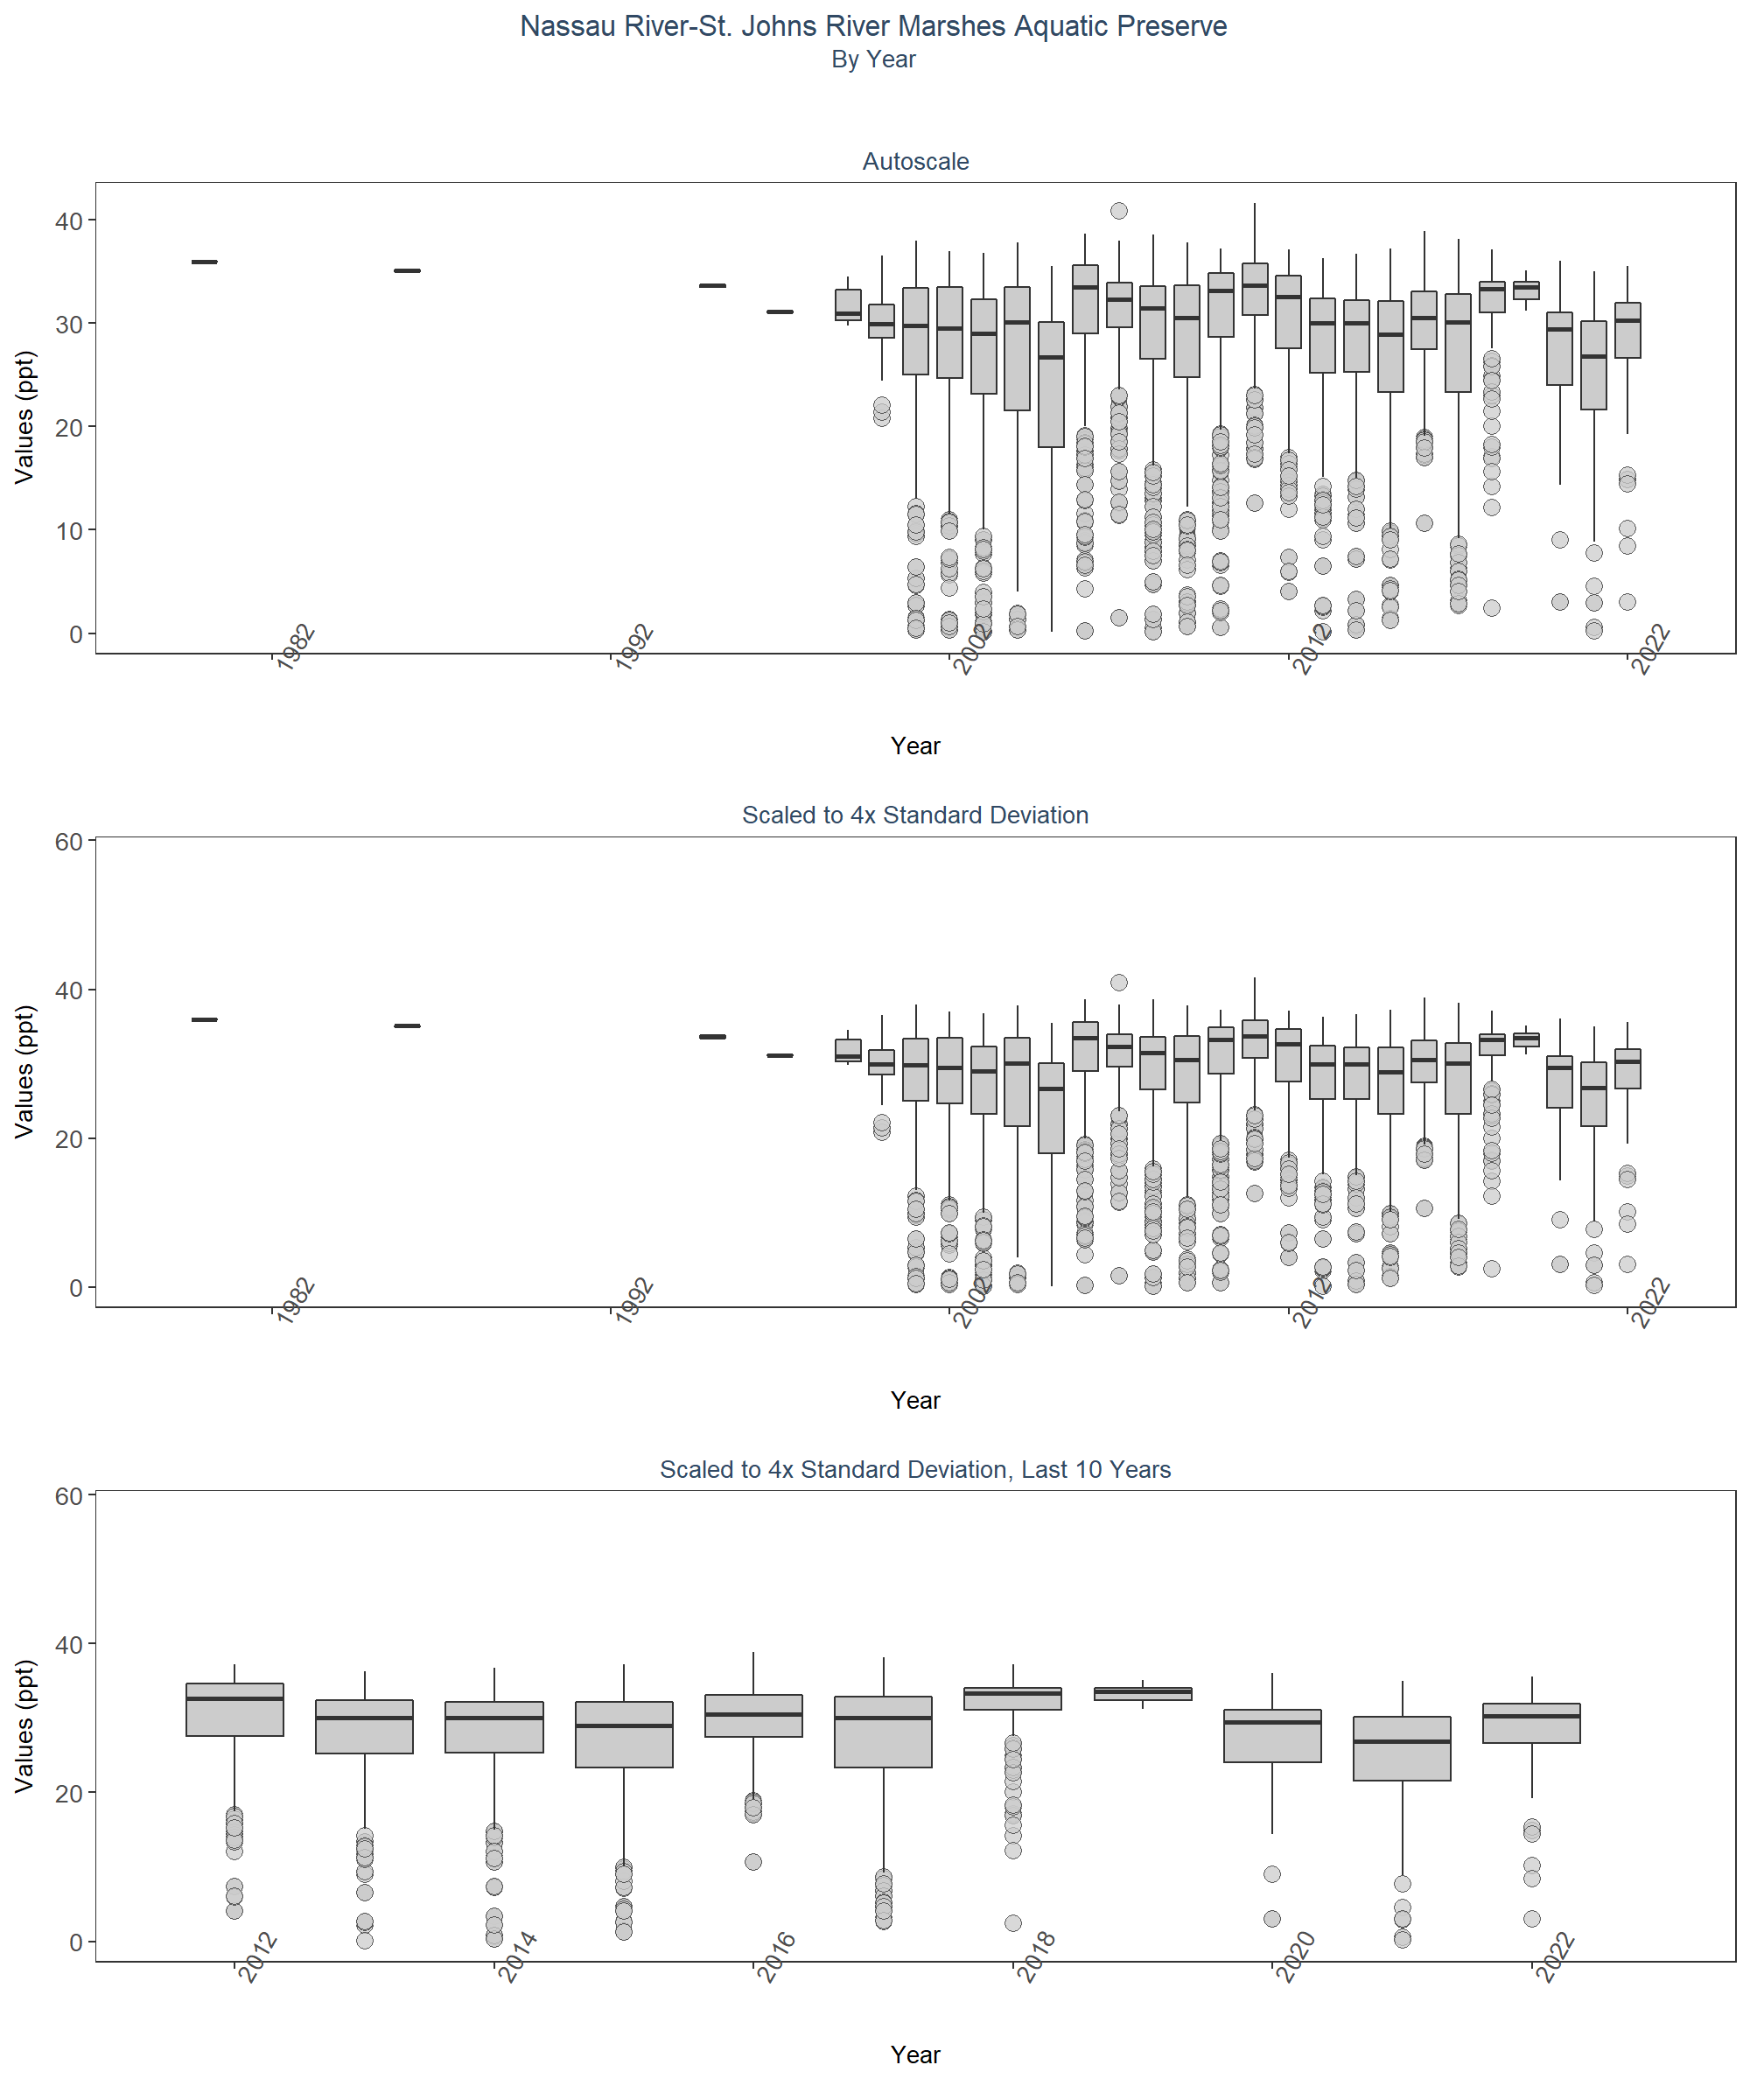 Nassau River-St. Johns River Marshes Aquatic Preserve
By Year
Autoscale
Values (ppt)
40
30
20
10
0
1982
1992
2002
2012
2022
Year
Scaled to 4x Standard Deviation
Values (ppt)
60
40
20
0
1982
1992
2002
2012
2022
Year
Scaled to 4x Standard Deviation, Last 10 Years
Values (ppt)
60
40
20
0
2012
2014
2016
2018
2020
2022
Year